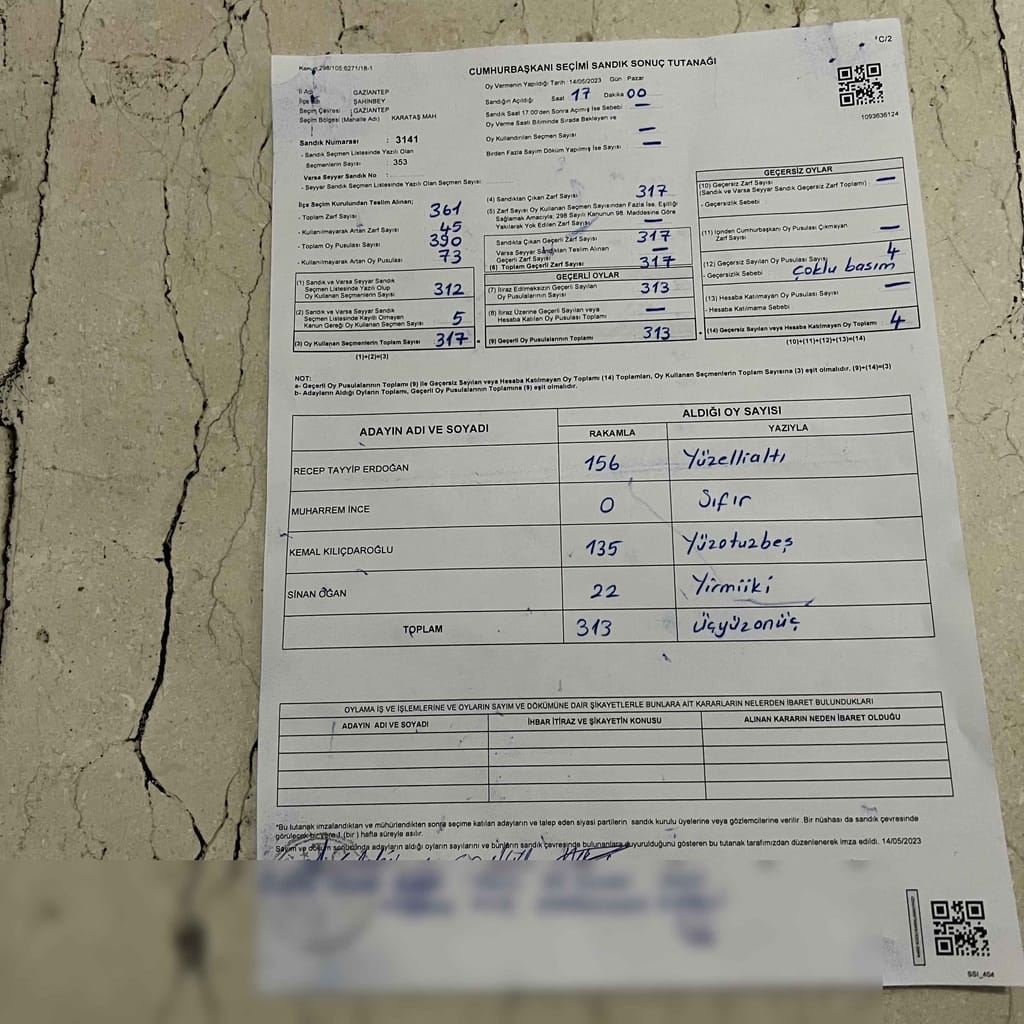 1C/2
CUMHURBAŞKANI SEÇİMİ SANDIK SONUÇ TUTANAĞI
İl Adı : GAZIANTEP
İlçe Adı : ŞAHINBEY
Seçim Çevresi : GAZIANTEP
Seçim Bölgesi (Mahalle Adı) : KARATAŞ MAH
Sandık Numarası : 3141
- Sandık Seçmen Listesinde Yazılı Olan
Seçmenlerin Sayısı : 353
Varsa Seyyar Sandık No :
- Seyyar Sandık Seçmen Listesinde Yazılı Olan Seçmen Sayısı
Oy Vermenin Yapıldığı Tarih : 14/05/2023 Gün : Pazar
Sandığın Açıldığı Saat 17 Dakika 00
Sandık Saat 17.00'den Sonra Açılmış İse Sebebi —
Oy Verme Saati Bitiminde Sırada Bekleyen ve
Oy Kullandırılan Seçmen Sayısı —
Birden Fazla Sayım Döküm Yapılmış İse Sayısı —
1093636124
İlçe Seçim Kurulundan Teslim Alınan;
- Toplam Zarf Sayısı 361
- Kullanılmayarak Artan Zarf Sayısı 45
- Toplam Oy Pusulası Sayısı 390
- Kullanılmayarak Artan Oy Pusulası 73
(1) Sandık ve Varsa Seyyar Sandık
Seçmen Listesinde Yazılı Olup
Oy Kullanan Seçmenlerin Sayısı 312
(2) Sandık ve Varsa Seyyar Sandık
Seçmen Listesinde Kayıtlı Olmayan
Kanun Gereği Oy Kullanan Seçmen Sayısı 5
(3) Oy Kullanan Seçmenlerin Toplam Sayısı 317 =
(1)+(2)=(3)
(4) Sandıktan Çıkan Zarf Sayısı 317
(5) Zarf Sayısı Oy Kullanan Seçmen Sayısından Fazla İse, Eşitliği
Sağlamak Amacıyla, 298 Sayılı Kanunun 98. Maddesine Göre
Yakılarak Yok Edilen Zarf Sayısı —
Sandıkta Çıkan Geçerli Zarf Sayısı 317
Varsa Seyyar Sandıktan Teslim Alınan
Geçerli Zarf Sayısı —
(6) Toplam Geçerli Zarf Sayısı 317
GEÇERLİ OYLAR
(7) İtiraz Edilmeksizin Geçerli Sayılan
Oy Pusulalarının Sayısı 313
(8) İtiraz Üzerine Geçerli Sayılan veya
Hesaba Katılan Oy Pusulası Toplamı —
(9) Geçerli Oy Pusulalarının Toplamı 313
GEÇERSİZ OYLAR
(10) Geçersiz Zarf Sayısı —
(Sandık ve Varsa Seyyar Sandık Geçersiz Zarf Toplamı)
- Geçersizlik Sebebi
(11) İçinden Cumhurbaşkanı Oy Pusulası Çıkmayan
Zarf Sayısı —
(12) Geçersiz Sayılan Oy Pusulası Sayısı 4
- Geçersizlik Sebebi çoklu basım
(13) Hesaba Katılmayan Oy Pusulası Sayısı —
- Hesaba Katılmama Sebebi
(14) Geçersiz Sayılan veya Hesaba Katılmayan Oy Toplamı 4
(10)+(11)+(12)+(13)=(14)
NOT:
a- Geçerli Oy Pusulalarının Toplamı (9) ile Geçersiz Sayılan veya Hesaba Katılmayan Oy Toplamı (14) Toplamları, Oy Kullanan Seçmenlerin Toplam Sayısına (3) eşit olmalıdır. (9)+(14)=(3)
b- Adayların Aldığı Oyların Toplamı, Geçerli Oy Pusulalarının Toplamına (9) eşit olmalıdır.
ADAYIN ADI VE SOYADI
ALDIĞI OY SAYISI
RAKAMLA YAZIYLA
RECEP TAYYIP ERDOĞAN 156 Yüzellialtı
MUHARREM İNCE 0 Sıfır
KEMAL KILIÇDAROĞLU 135 Yüzotuzbeş
SİNAN OĞAN 22 Yirmiiki
TOPLAM 313 üçyüzonüç
OYLAMA İŞ VE İŞLEMLERİNE VE OYLARIN SAYIM VE DÖKÜMÜNE DAİR ŞİKAYETLERLE BUNLARA AİT KARARLARIN NELERDEN İBARET BULUNDUKLARI
ADAYIN ADI VE SOYADI İHBAR İTİRAZ VE ŞİKAYETİN KONUSU ALINAN KARARIN NEDEN İBARET OLDUĞU
*Bu tutanak imzalandıktan ve mühürlendikten sonra seçime katılan adayların ve talep eden siyasi partilerin sandık kurulu üyelerine veya gözlemcilerine verilir. Bir nüshası da sandık çevresinde
görülecek bir yere 1 (bir) hafta süreyle asılır.
Sayım ve döküm sonucunda adayların aldığı oyların sayılarını ve bunların sandık çevresinde bulunanlara duyurulduğunu gösteren bu tutanak tarafımızdan düzenlenerek imza edildi. 14/05/2023
SSI_404